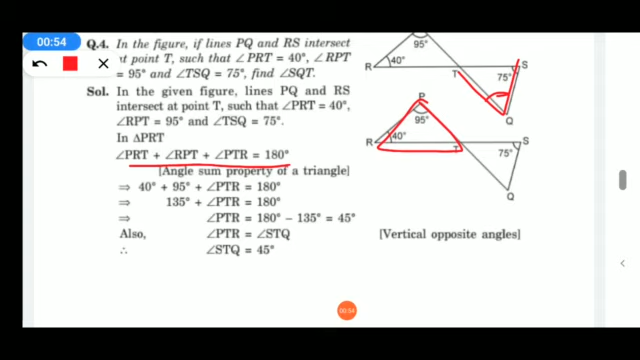 00:54
Q.4. In the figure, if lines PQ and RS intersect
at point T, such that ∠PRT = 40°, ∠RPT
= 95° and ∠TSQ = 75°, find ∠SQT.
Sol. In the given figure, lines PQ and RS
intersect at point T, such that ∠PRT = 40°,
∠RPT = 95° and ∠TSQ = 75°.
In ΔPRT
∠PRT + ∠RPT + ∠PTR = 180°
[Angle sum property of a triangle]
⇒ 40° + 95° + ∠PTR = 180°
⇒ 135° + ∠PTR = 180°
⇒ ∠PTR = 180° − 135° = 45°
Also, ∠PTR = ∠STQ [Vertical opposite angles]
∴ ∠STQ = 45°
95°
R 40° T 75° S
Q
P
95°
R 40° T 75° S
Q
00:54